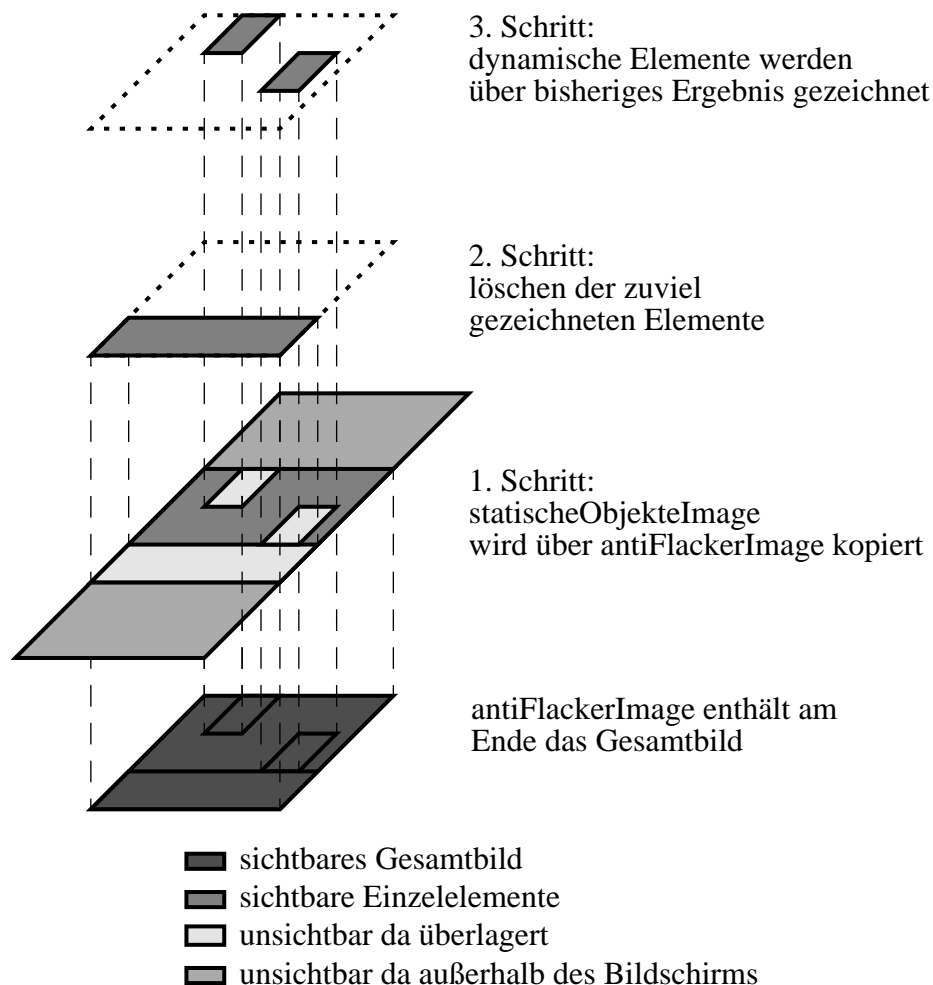 3. Schritt:
dynamische Elemente werden
über bisheriges Ergebnis gezeichnet
2. Schritt:
löschen der zuviel
gezeichneten Elemente
1. Schritt:
statischeObjekteImage
wird über antiFlackerImage kopiert
antiFlackerImage enthält am
Ende das Gesamtbild
sichtbares Gesamtbild
sichtbare Einzelelemente
unsichtbar da überlagert
unsichtbar da außerhalb des Bildschirms